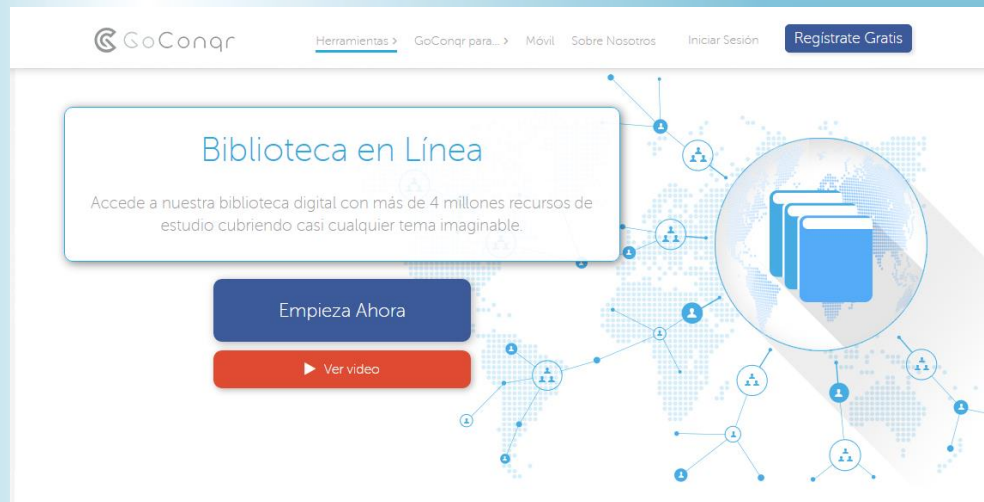 GoConqr
Herramientas > GoConqr para... > Móvil Sobre Nosotros Iniciar Sesión Regístrate Gratis
Biblioteca en Línea
Accede a nuestra biblioteca digital con más de 4 millones recursos de
estudio cubriendo casi cualquier tema imaginable.
Empieza Ahora
Ver video